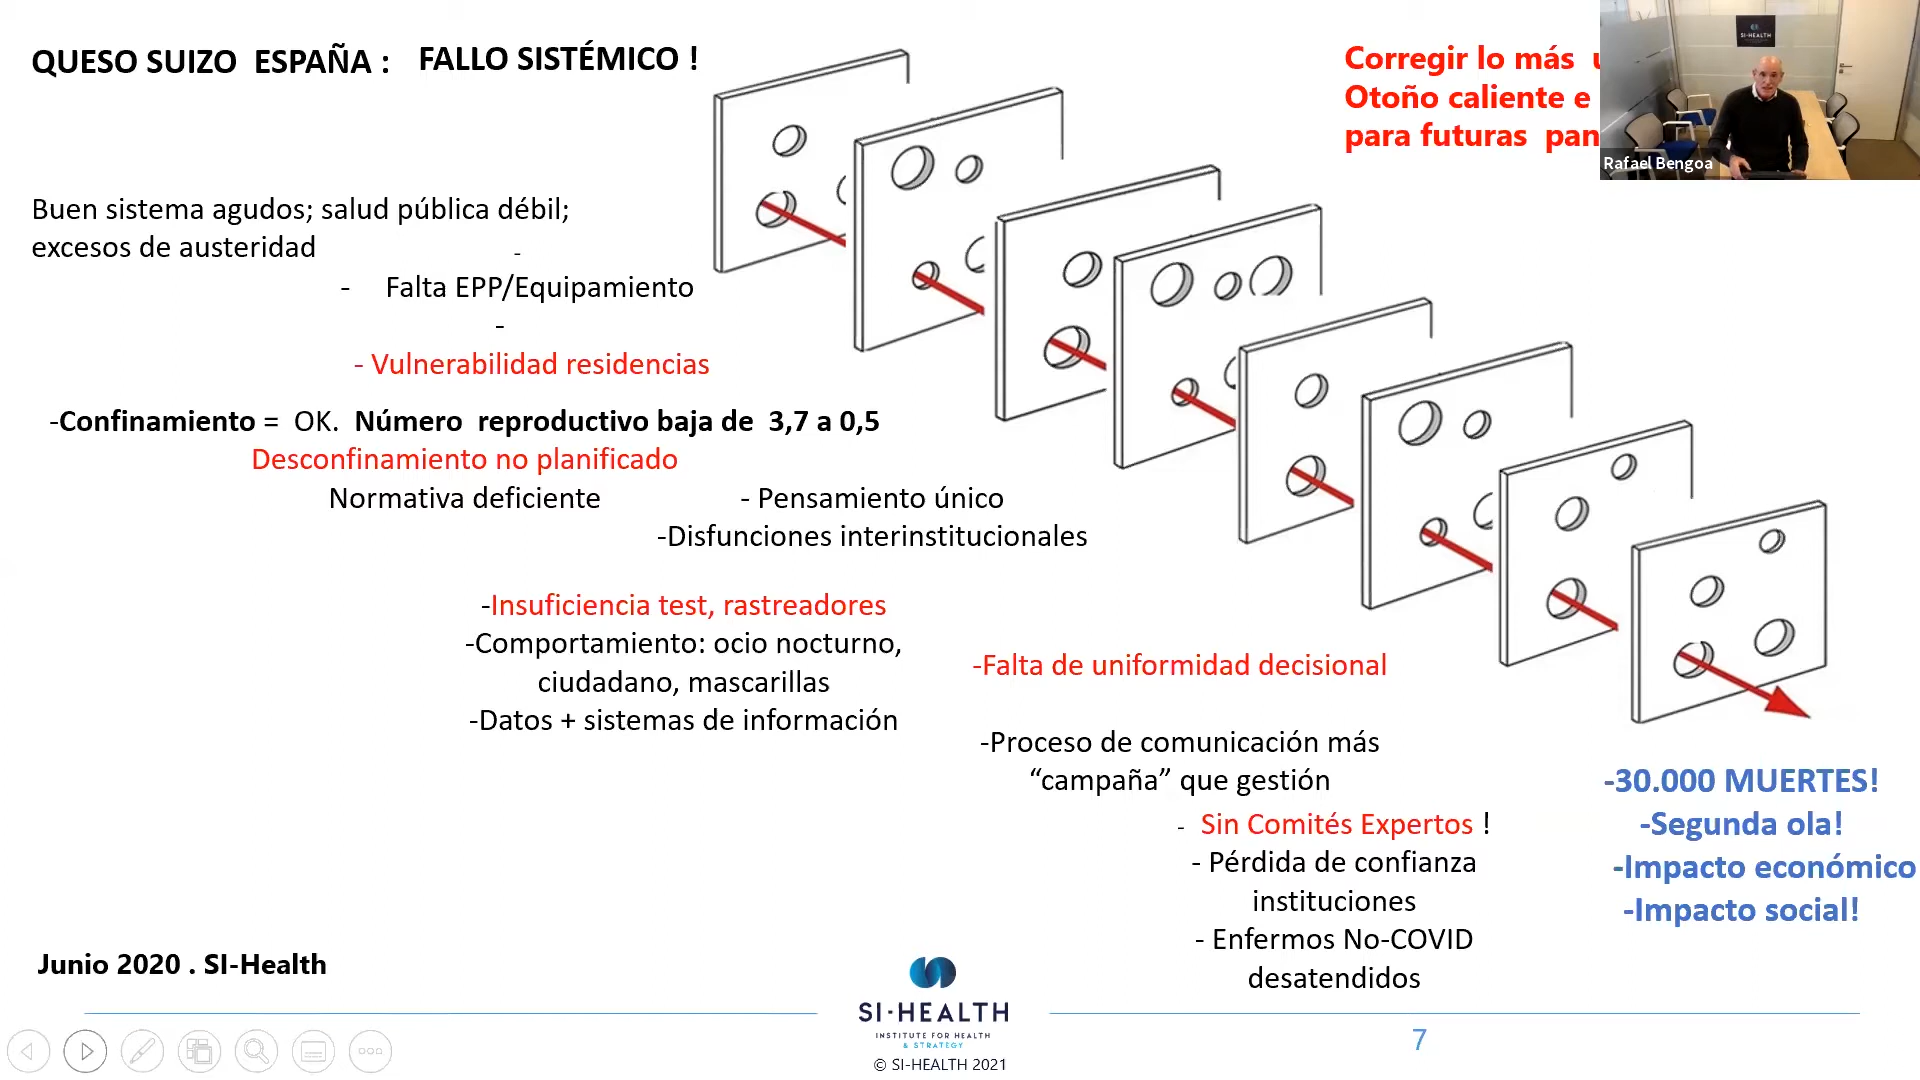 QUESO SUIZO ESPAÑA : FALLO SISTÉMICO !
Corregir lo más
Otoño caliente e
para futuras pan
SI-HEALTH
Rafael Bengoa
Buen sistema agudos; salud pública débil;
excesos de austeridad
-
- Falta EPP/Equipamiento
-
- Vulnerabilidad residencias
-Confinamiento = OK. Número reproductivo baja de 3,7 a 0,5
Desconfinamiento no planificado
Normativa deficiente
- Pensamiento único
-Disfunciones interinstitucionales
-Insuficiencia test, rastreadores
-Comportamiento: ocio nocturno,
ciudadano, mascarillas
-Datos + sistemas de información
-Falta de uniformidad decisional
-Proceso de comunicación más
“campaña” que gestión
- Sin Comités Expertos !
- Pérdida de confianza
instituciones
- Enfermos No-COVID
desatendidos
-30.000 MUERTES!
-Segunda ola!
-Impacto económico
-Impacto social!
Junio 2020 . SI-Health
SI-HEALTH
INSTITUTE FOR HEALTH
& STRATEGY
© SI-HEALTH 2021
7